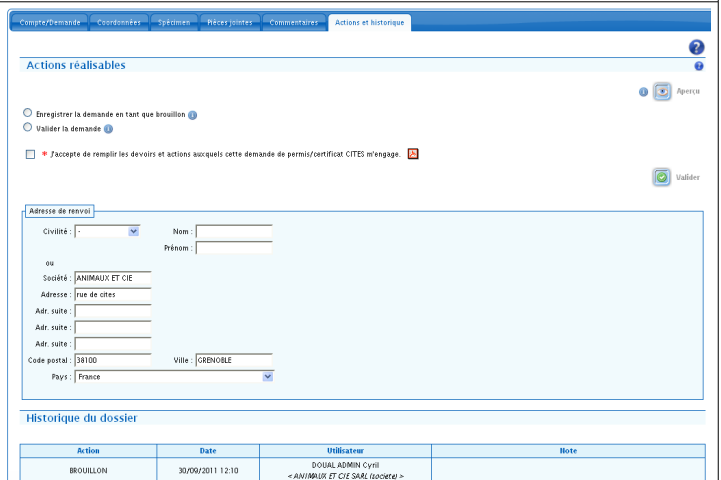 Compte/Demande Coordonnées Spécimen Pièces jointes Commentaires Actions et historique
Actions réalisables
Aperçu
Enregistrer la demande en tant que brouillon
Valider la demande
* J'accepte de remplir les devoirs et actions auxquels cette demande de permis/certificat CITES m'engage.
Valider
Adresse de renvoi
Civilité : - Nom :
Prénom :
ou
Société : ANIMAUX ET CIE
Adresse : rue de cites
Adr. suite :
Adr. suite :
Adr. suite :
Code postal : 38100 Ville : GRENOBLE
Pays : France
Historique du dossier
Action Date Utilisateur Note
BROUILLON 30/09/2011 12:10 DOUAL ADMIN Cyril
< ANIMAUX ET CIE SARL (societe) >